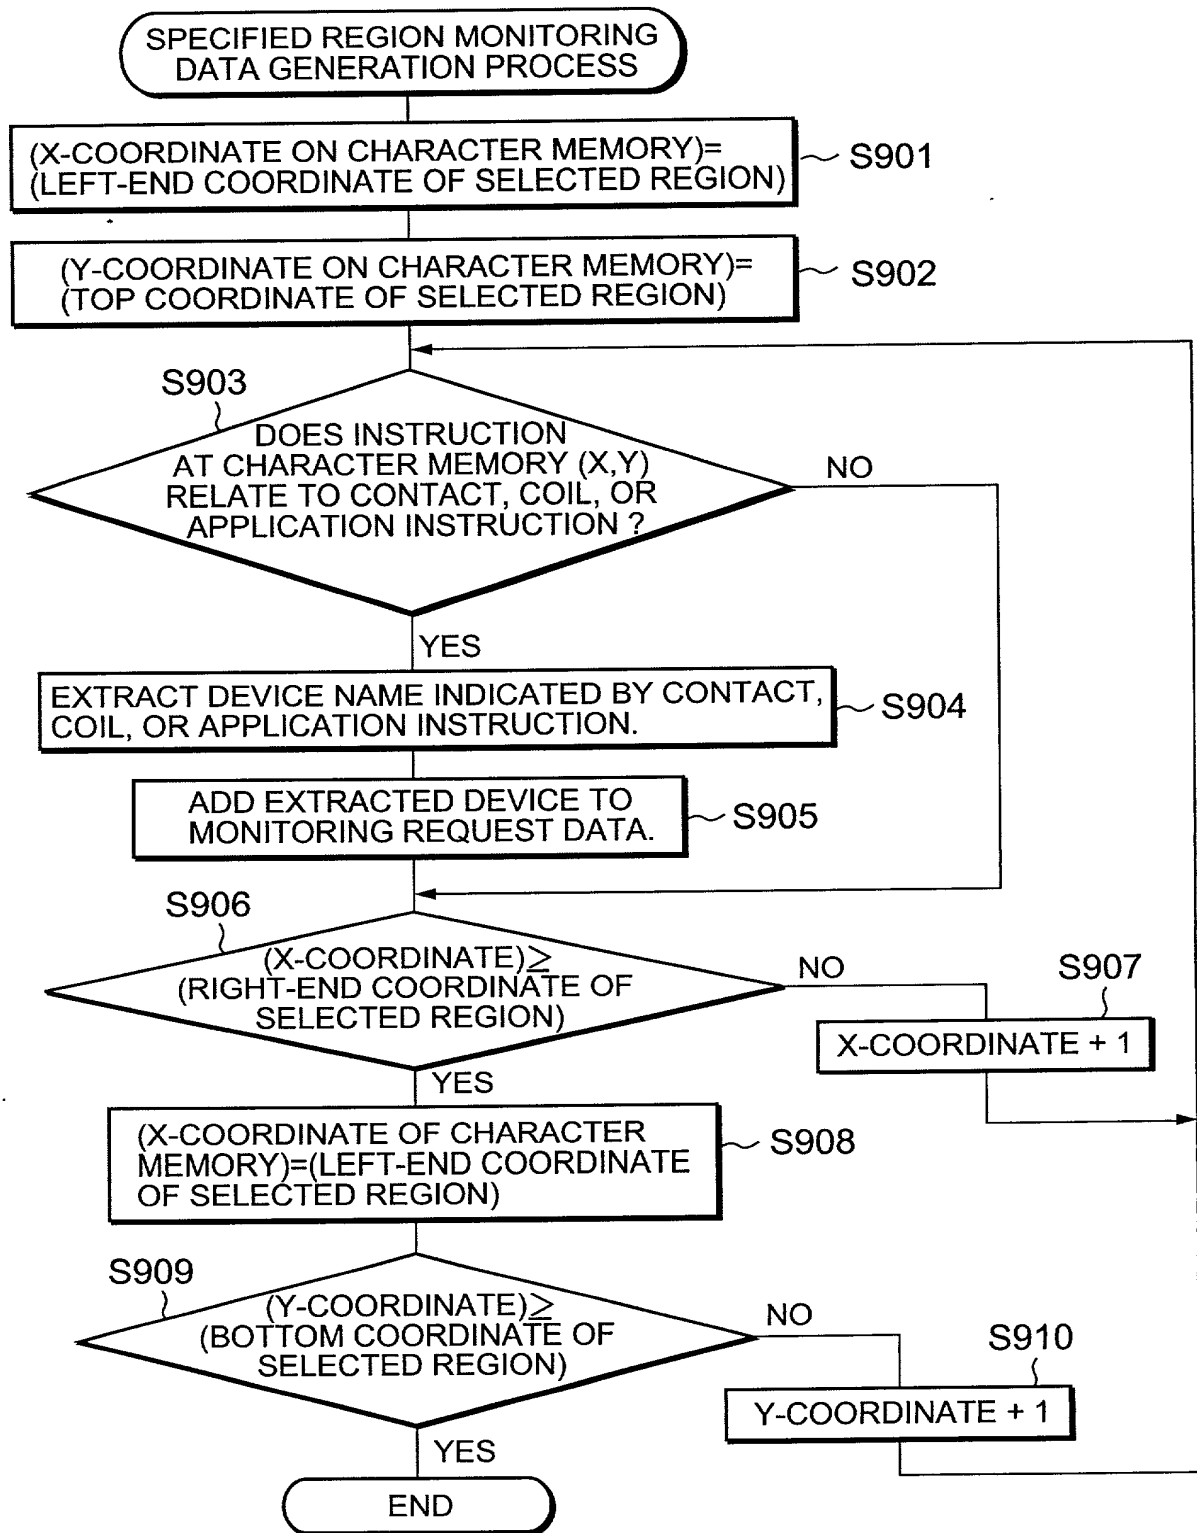 SPECIFIED REGION MONITORING
DATA GENERATION PROCESS
(X-COORDINATE ON CHARACTER MEMORY)=
(LEFT-END COORDINATE OF SELECTED REGION)
S901
(Y-COORDINATE ON CHARACTER MEMORY)=
(TOP COORDINATE OF SELECTED REGION)
S902
S903
DOES INSTRUCTION
AT CHARACTER MEMORY (X,Y)
RELATE TO CONTACT, COIL, OR
APPLICATION INSTRUCTION ?
NO
YES
EXTRACT DEVICE NAME INDICATED BY CONTACT,
COIL, OR APPLICATION INSTRUCTION.
S904
ADD EXTRACTED DEVICE TO
MONITORING REQUEST DATA.
S905
S906
(X-COORDINATE)≥
(RIGHT-END COORDINATE OF
SELECTED REGION)
NO
S907
X-COORDINATE + 1
YES
(X-COORDINATE OF CHARACTER
MEMORY)=(LEFT-END COORDINATE
OF SELECTED REGION)
S908
S909
(Y-COORDINATE)≥
(BOTTOM COORDINATE OF
SELECTED REGION)
NO
S910
Y-COORDINATE + 1
YES
END